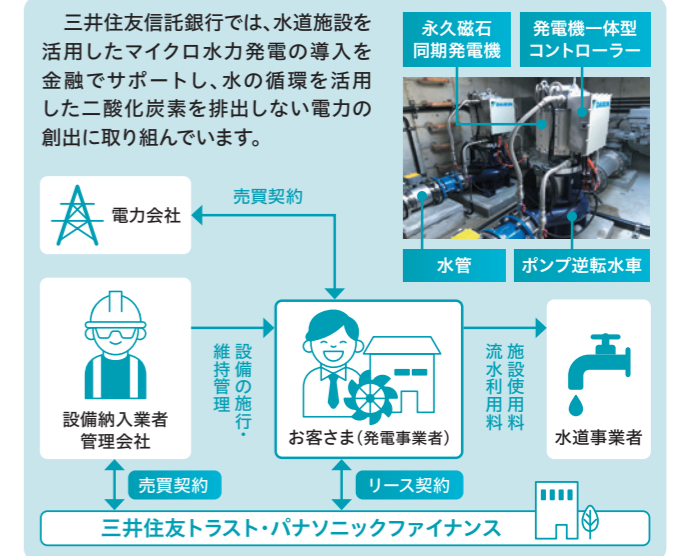 三井住友信託銀行では、水道施設を
活用したマイクロ水力発電の導入を
金融でサポートし、水の循環を活用
した二酸化炭素を排出しない電力の
創出に取り組んでいます。
永久磁石
同期発電機
発電機一体型
コントローラー
DAIKIN
水管
ポンプ逆転水車
電力会社
売買契約
設備納入業者
管理会社
設備の施行・
維持管理
お客さま(発電事業者)
施設使用料
流水利用料
水道事業者
売買契約
リース契約
三井住友トラスト・パナソニックファイナンス